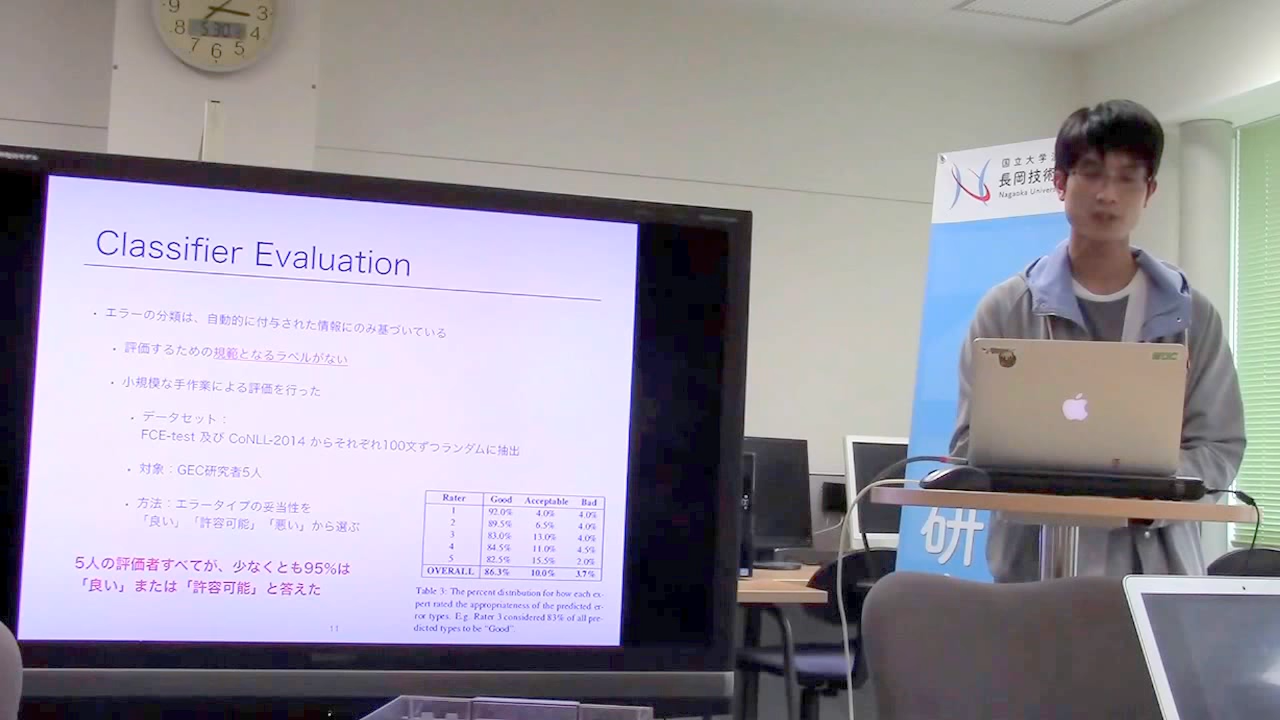 9
3
8
4
7
6
5
5 30
Classifier Evaluation
・エラーの分類は、自動的に付与された情報にのみ基づいている
・評価するための規範となるラベルがない
・小規模な手作業による評価を行った
・データセット：
FCE-test 及び CoNLL-2014 からそれぞれ100文ずつランダムに抽出
・対象：GEC研究者5人
・方法：エラータイプの妥当性を
「良い」「許容可能」「悪い」から選ぶ
5人の評価者すべてが、少なくとも95%は
「良い」または「許容可能」と答えた
Rater Good Acceptable Bad
1 92.0% 4.0% 4.0%
2 89.5% 6.5% 4.0%
3 83.0% 13.0% 4.0%
4 84.5% 11.0% 4.5%
5 82.5% 15.5% 2.0%
OVERALL 86.3% 10.0% 3.7%
Table 3: The percent distribution for how each ex-
pert rated the appropriateness of the predicted er-
ror types. E.g. Rater 3 considered 83% of all pre-
dicted types to be "Good".
11
国立大学
長岡技術
Nagaoka Univers
研